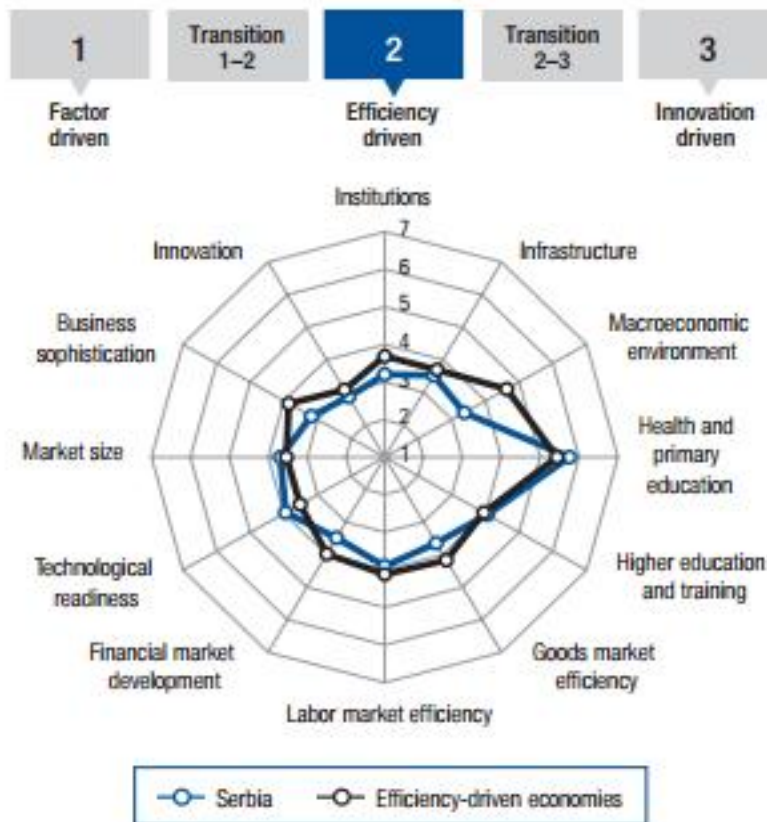 1
Transition
1–2
2
Transition
2–3
3
Factor
driven
Efficiency
driven
Innovation
driven
Institutions
7
Innovation
Infrastructure
6
5
Business
sophistication
Macroeconomic
environment
4
3
2
Market size
1
Health and
primary
education
Technological
readiness
Higher education
and training
Financial market
development
Goods market
efficiency
Labor market efficiency
Serbia
Efficiency-driven economies